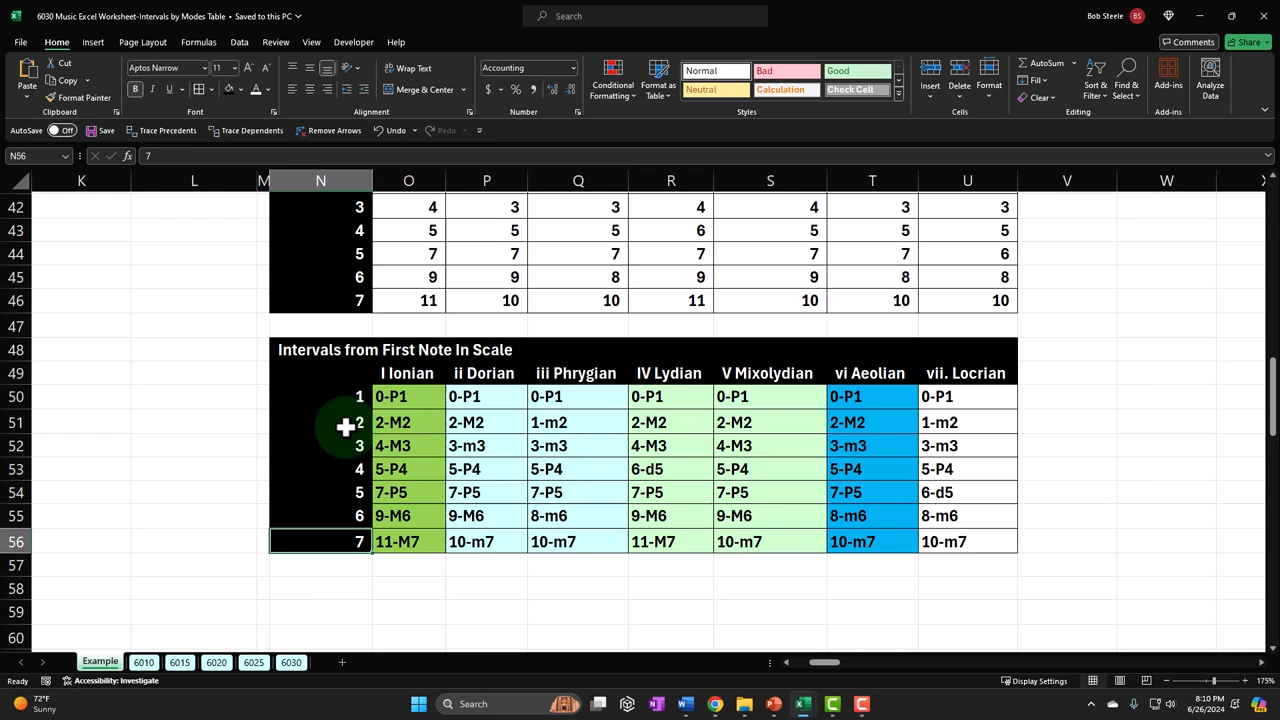 6030 Music Excel Worksheet-Intervals by Modes Table • Saved to this PC
Search
Bob Steele BS
File Home Insert Page Layout Formulas Data Review View Developer Help Comments Share
Paste Cut Copy Format Painter Clipboard
Aptos Narrow 11 B I U A Font
Wrap Text Merge & Center Alignment
Accounting $ % Number
Conditional Formatting Format as Table
Normal Bad Good
Neutral Calculation Check Cell
Styles
Insert Delete Format Cells
AutoSum Fill Clear Sort & Filter Find & Select Editing
Add-ins Add-ins
Analyze Data
AutoSave Off Save Trace Precedents Trace Dependents Remove Arrows Undo Redo
N56 fx 7
K L M N O P Q R S T U V W X
42 3 4 3 3 4 4 3 3
43 4 5 5 5 6 5 5 5
44 5 7 7 7 7 7 7 6
45 6 9 9 8 9 9 8 8
46 7 11 10 10 11 10 10 10
47
48 Intervals from First Note In Scale
49 I Ionian ii Dorian iii Phrygian IV Lydian V Mixolydian vi Aeolian vii. Locrian
50 1 0-P1 0-P1 0-P1 0-P1 0-P1 0-P1 0-P1
51 2 2-M2 2-M2 1-m2 2-M2 2-M2 2-M2 1-m2
52 3 4-M3 3-m3 3-m3 4-M3 4-M3 3-m3 3-m3
53 4 5-P4 5-P4 5-P4 6-d5 5-P4 5-P4 5-P4
54 5 7-P5 7-P5 7-P5 7-P5 7-P5 7-P5 6-d5
55 6 9-M6 9-M6 8-m6 9-M6 9-M6 8-m6 8-m6
56 7 11-M7 10-m7 10-m7 11-M7 10-m7 10-m7 10-m7
57
58
59
60
Example 6010 6015 6020 6025 6030
Ready Accessibility: Investigate Display Settings 175%
72°F
Sunny
Search
8:10 PM
6/26/2024